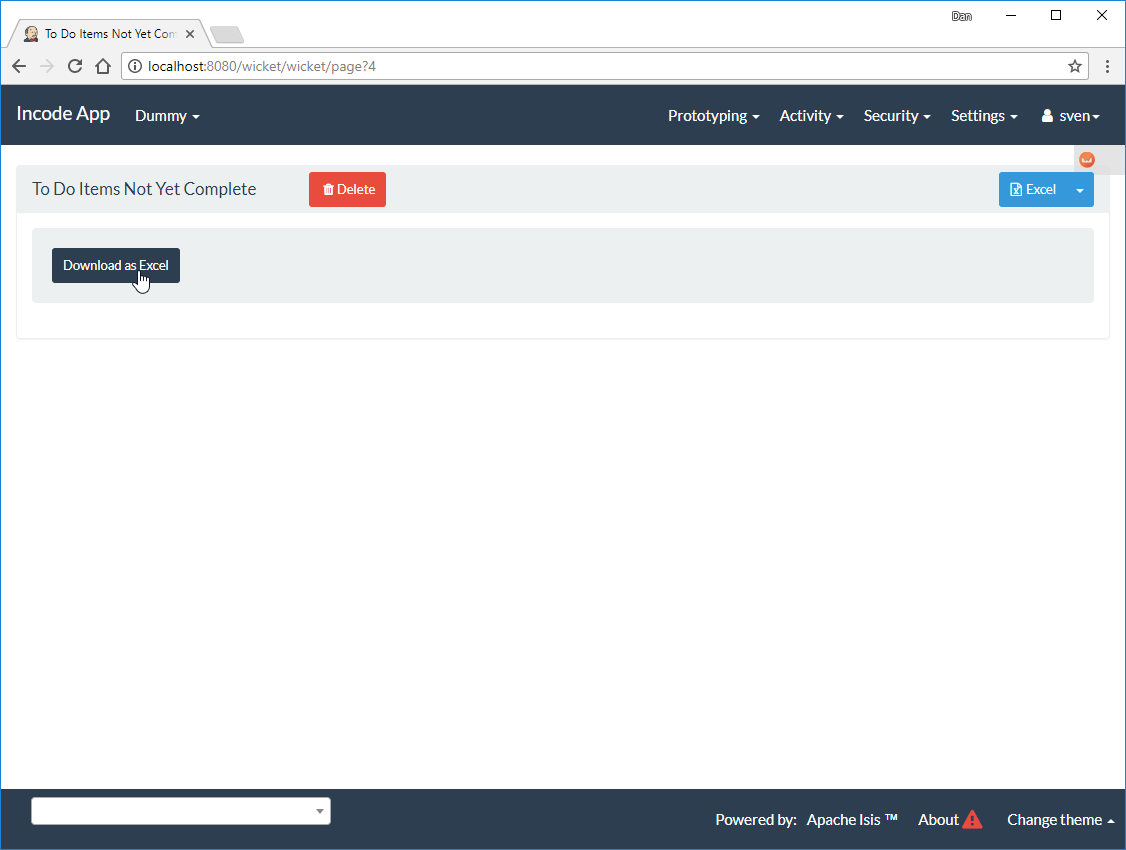 Dan
To Do Items Not Yet Com
localhost:8080/wicket/wicket/page?4
Incode App Dummy Prototyping Activity Security Settings sven
To Do Items Not Yet Complete Delete Excel
Download as Excel
Powered by: Apache Isis ™ About Change theme